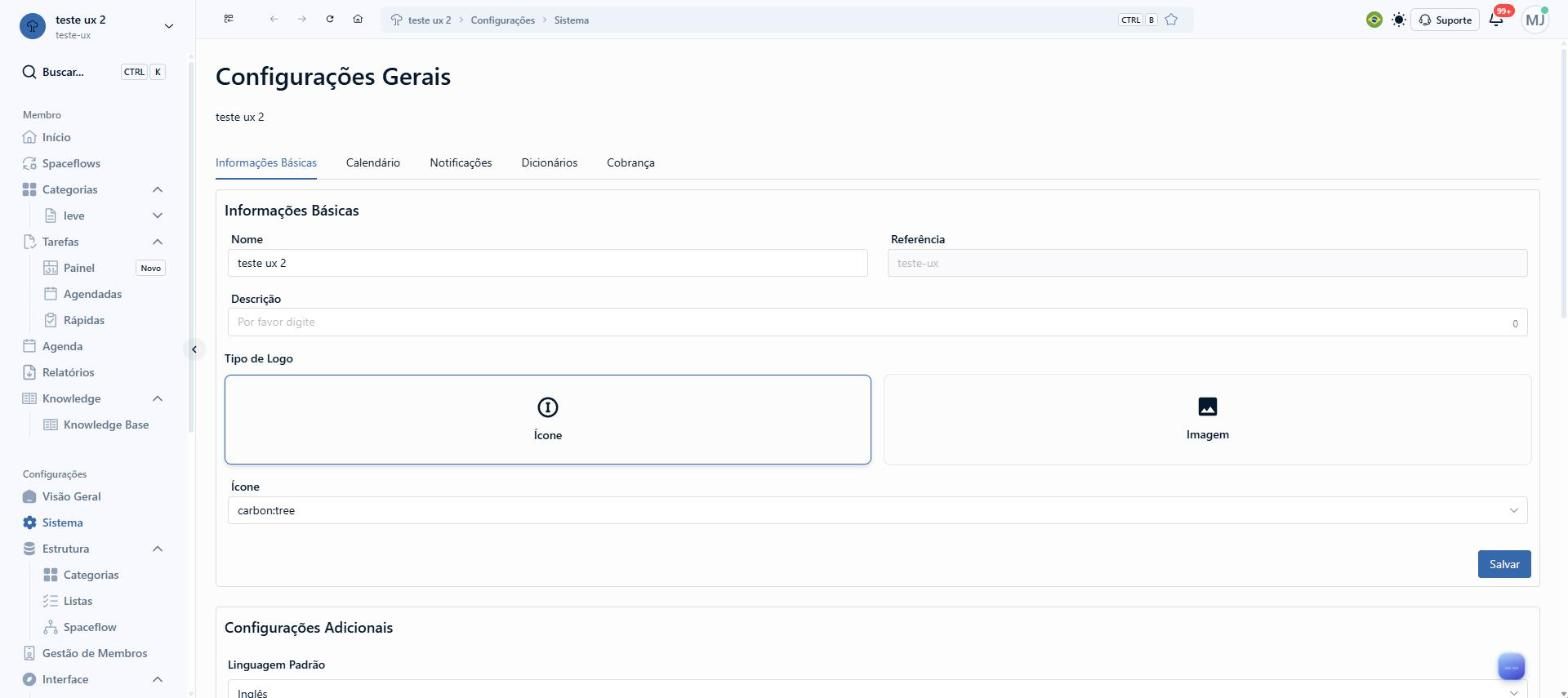 teste ux 2
teste-ux
Buscar...
CTRL K
Membro
Início
Spaceflows
Categorias
leve
Tarefas
Painel
Novo
Agendadas
Rápidas
Agenda
Relatórios
Knowledge
Knowledge Base
Configurações
Visão Geral
Sistema
Estrutura
Categorias
Listas
Spaceflow
Gestão de Membros
Interface
teste ux 2 > Configurações > Sistema
CTRL B
Suporte
99+
MJ
Configurações Gerais
teste ux 2
Informações Básicas Calendário Notificações Dicionários Cobrança
Informações Básicas
Nome
teste ux 2
Referência
teste-ux
Descrição
Por favor digite
0
Tipo de Logo
Ícone
Imagem
Ícone
carbon:tree
Salvar
Configurações Adicionais
Linguagem Padrão
Inglês